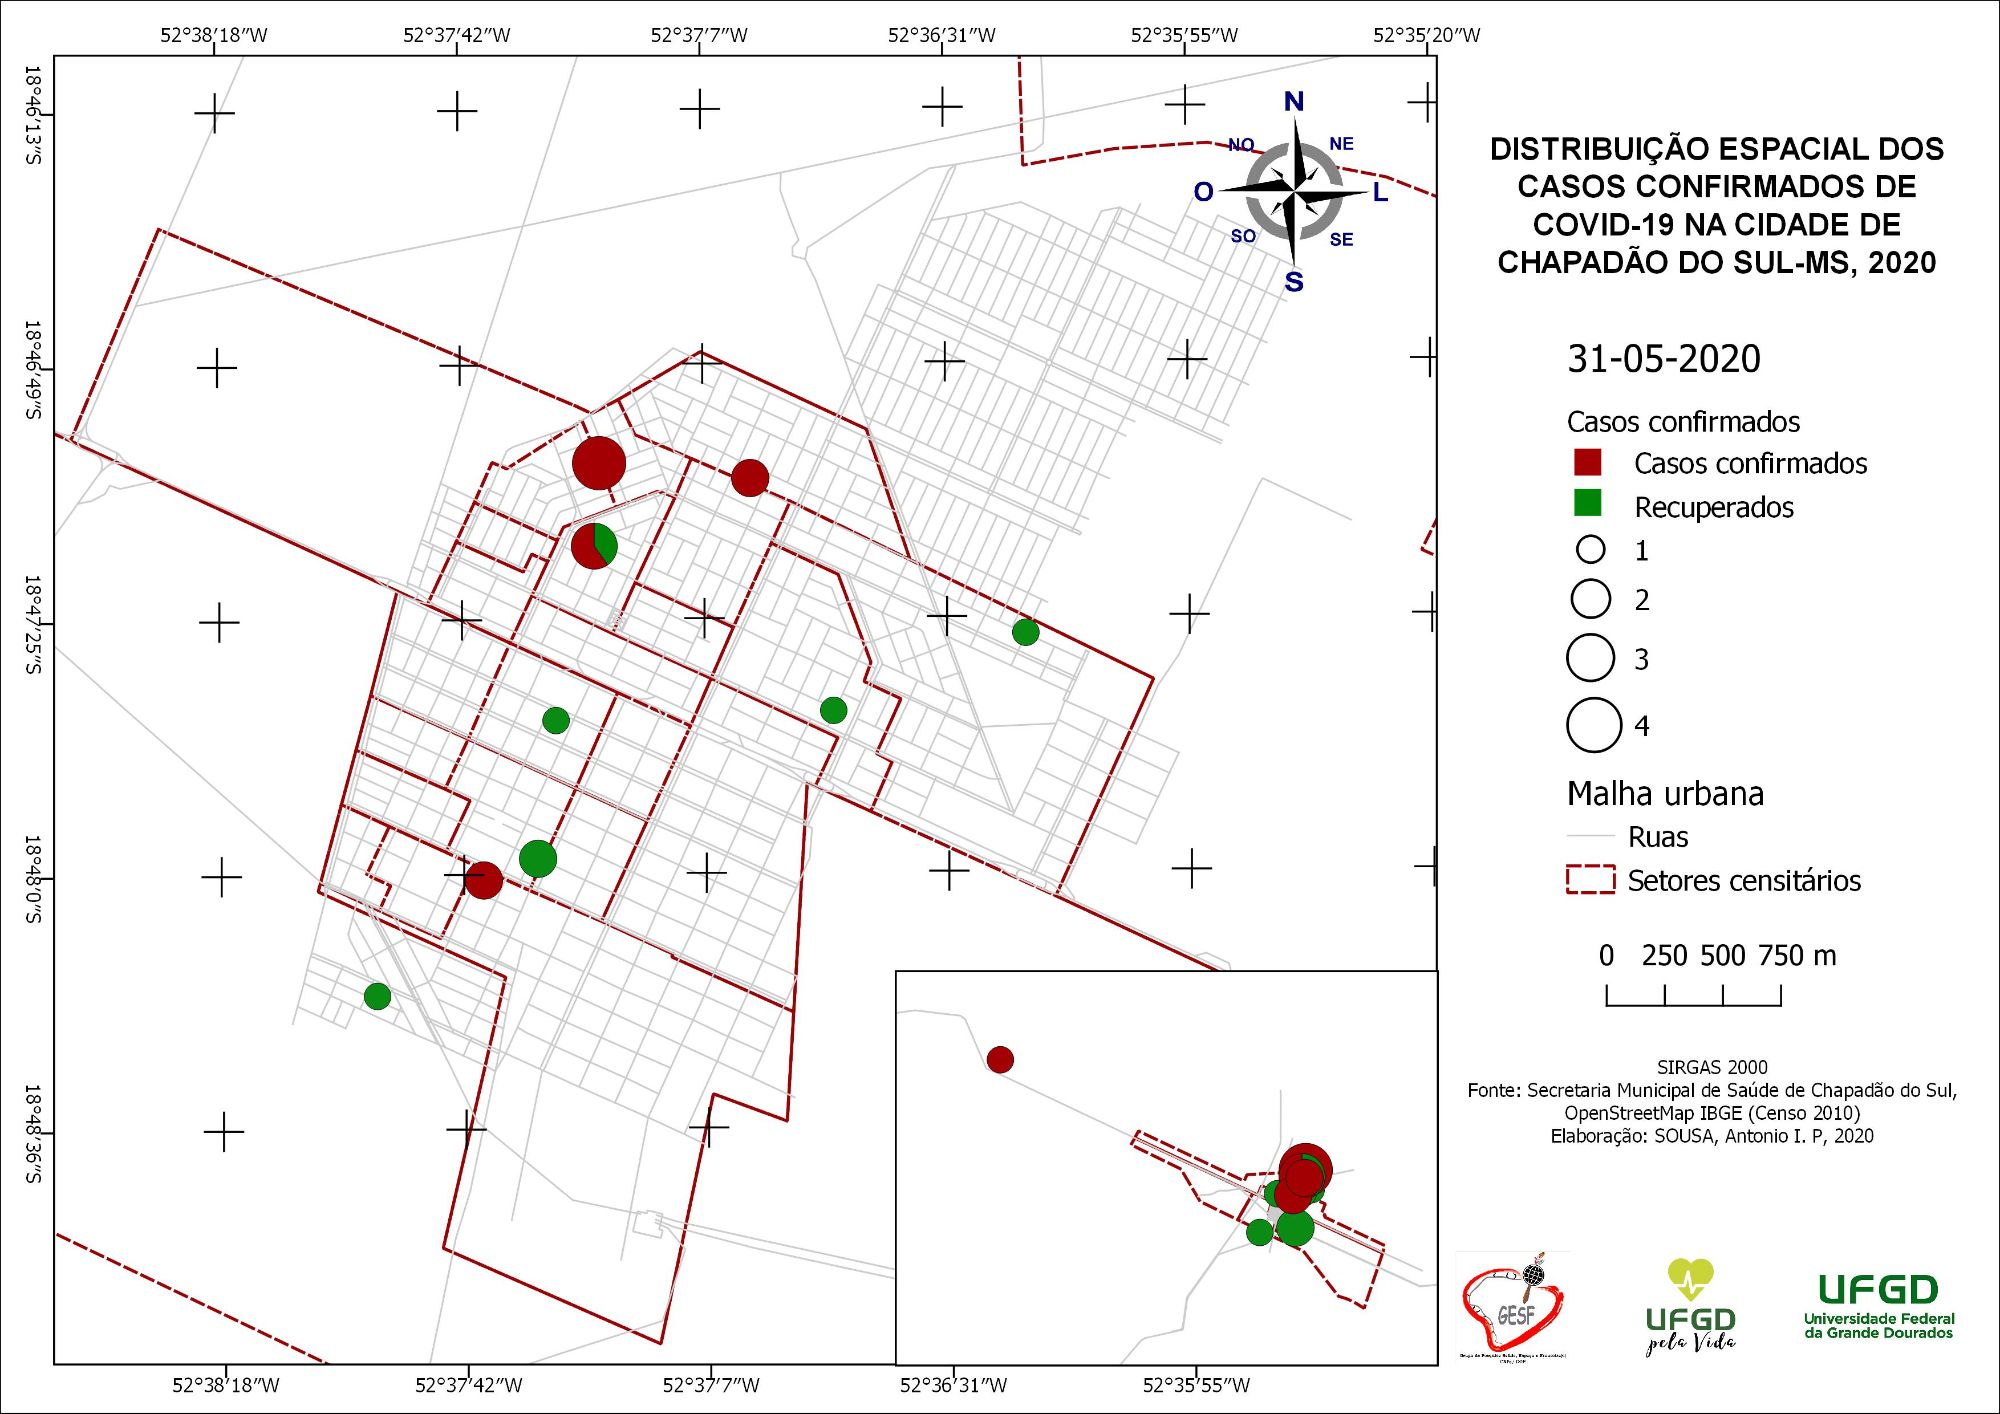 52°38'18"W 52°37'42"W 52°37'7"W 52°36'31"W 52°35'55"W 52°35'20"W
18°46'13"S
18°46'49"S
18°47'25"S
18°48'0"S
18°48'36"S
N
NO NE
O L
SO SE
S
DISTRIBUIÇÃO ESPACIAL DOS
CASOS CONFIRMADOS DE
COVID-19 NA CIDADE DE
CHAPADÃO DO SUL-MS, 2020
31-05-2020
Casos confirmados
Casos confirmados
Recuperados
1
2
3
4
Malha urbana
Ruas
Setores censitários
0 250 500 750 m
SIRGAS 2000
Fonte: Secretaria Municipal de Saúde de Chapadão do Sul,
OpenStreetMap IBGE (Censo 2010)
Elaboração: SOUSA, Antonio I. P, 2020
GESF
UFGD
pela Vida
UFGD
Universidade Federal
da Grande Dourados
52°38'18"W 52°37'42"W 52°37'7"W 52°36'31"W 52°35'55"W